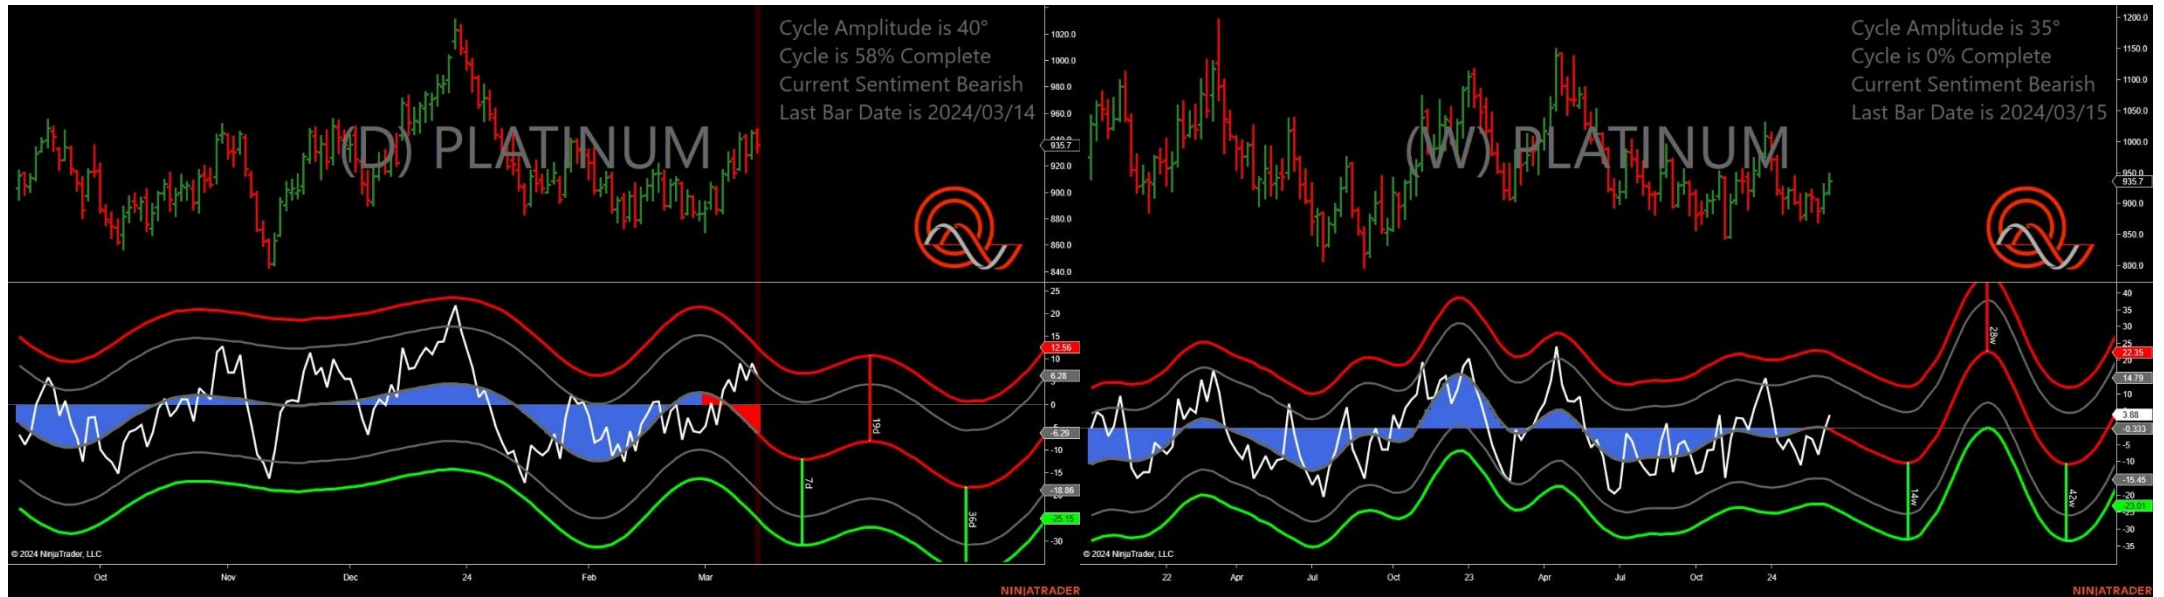 Cycle Amplitude is 40°
Cycle is 58% Complete
Current Sentiment Bearish
Last Bar Date is 2024/03/14
(D) PLATINUM
1020.0
1000.0
980.0
960.0
940.0
935.7
920.0
900.0
880.0
860.0
840.0
25
20
15
12.56
10
6.28
0
-6.29
-10
-15
-18.86
-25.15
-30
7d
19d
36d
© 2024 NinjaTrader, LLC
Oct Nov Dec 24 Feb Mar
NINJATRADER
Cycle Amplitude is 35°
Cycle is 0% Complete
Current Sentiment Bearish
Last Bar Date is 2024/03/15
(W) PLATINUM
1200.0
1150.0
1100.0
1050.0
1000.0
950.0
935.7
900.0
850.0
800.0
40
35
30
25
22.35
20
14.79
10
3.88
-0.333
-5
-10
-15.45
-20
-23.01
-30
-35
14w
28w
42w
© 2024 NinjaTrader, LLC
22 Apr Jul Oct 23 Apr Jul Oct 24
NINJATRADER